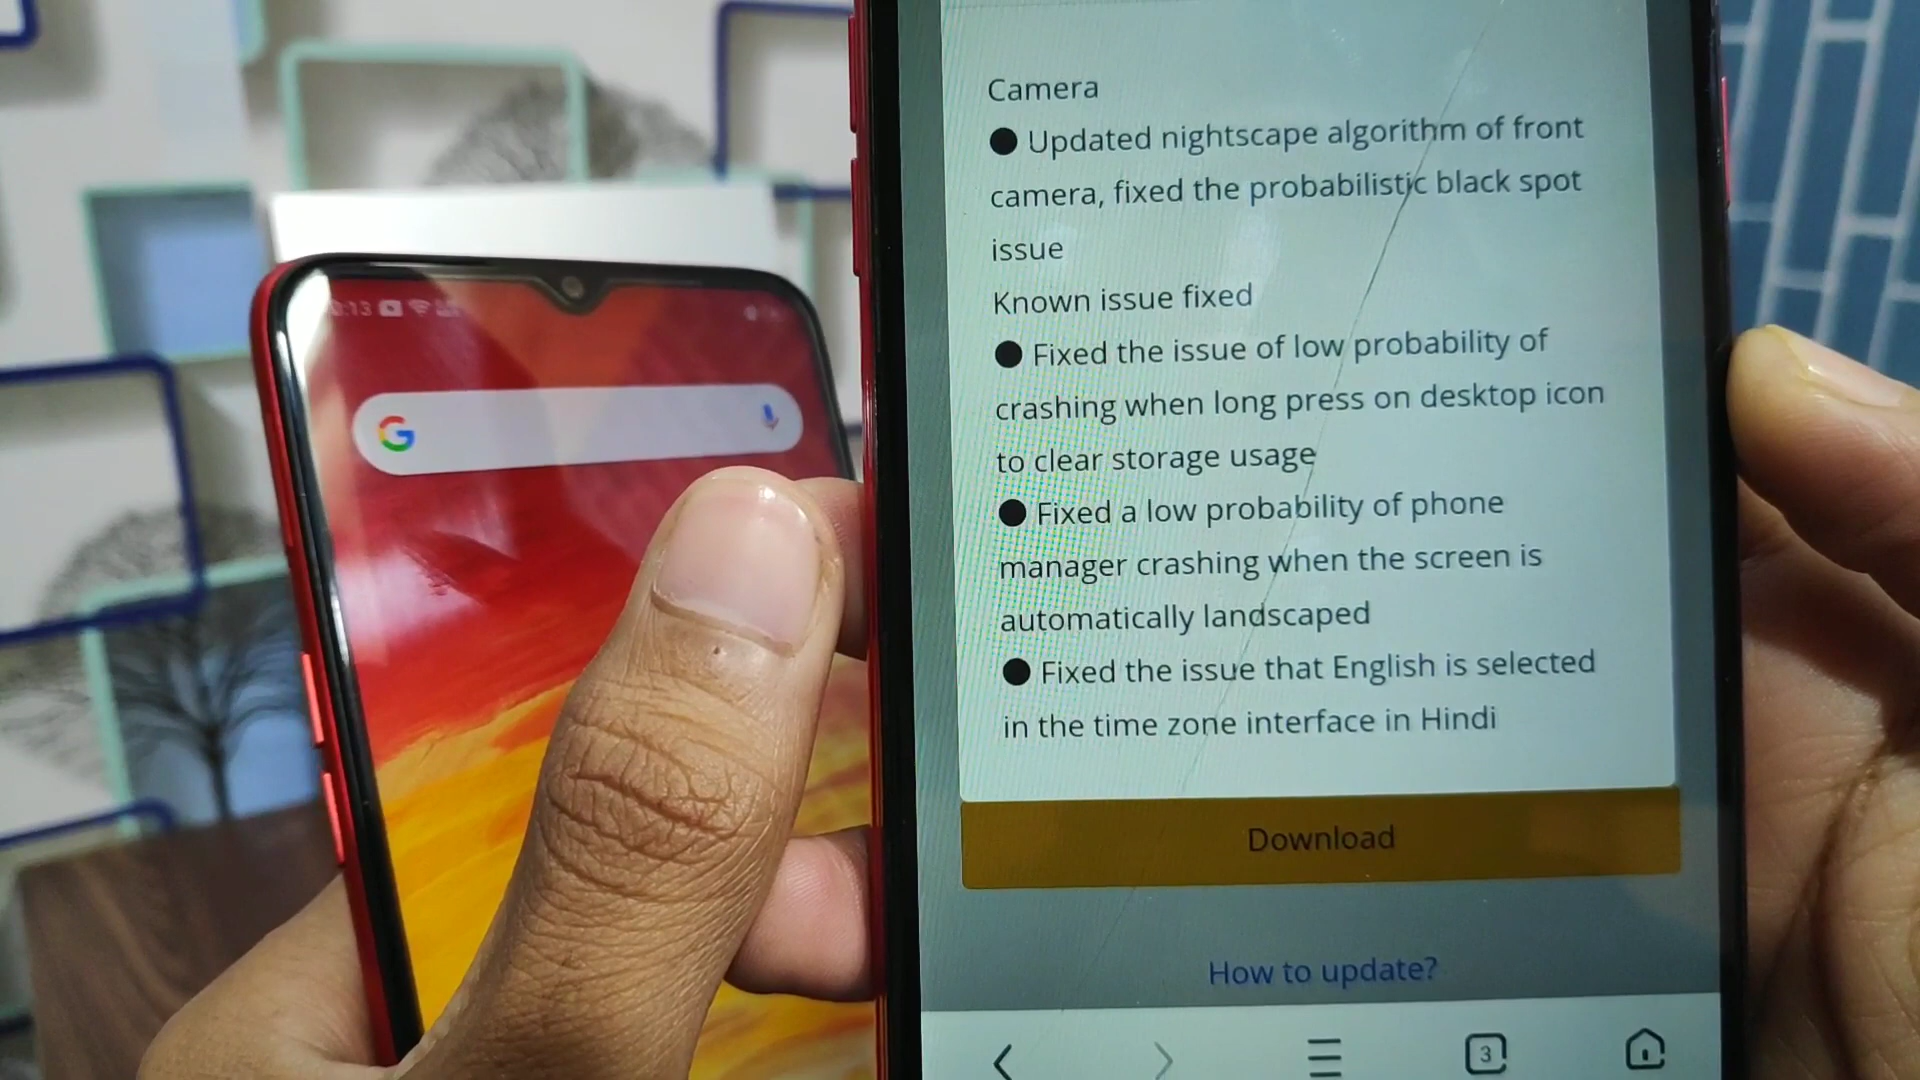 Camera
● Updated nightscape algorithm of front
camera, fixed the probabilistic black spot
issue
Known issue fixed
● Fixed the issue of low probability of
crashing when long press on desktop icon
to clear storage usage
● Fixed a low probability of phone
manager crashing when the screen is
automatically landscaped
● Fixed the issue that English is selected
in the time zone interface in Hindi
Download
How to update?
3
G